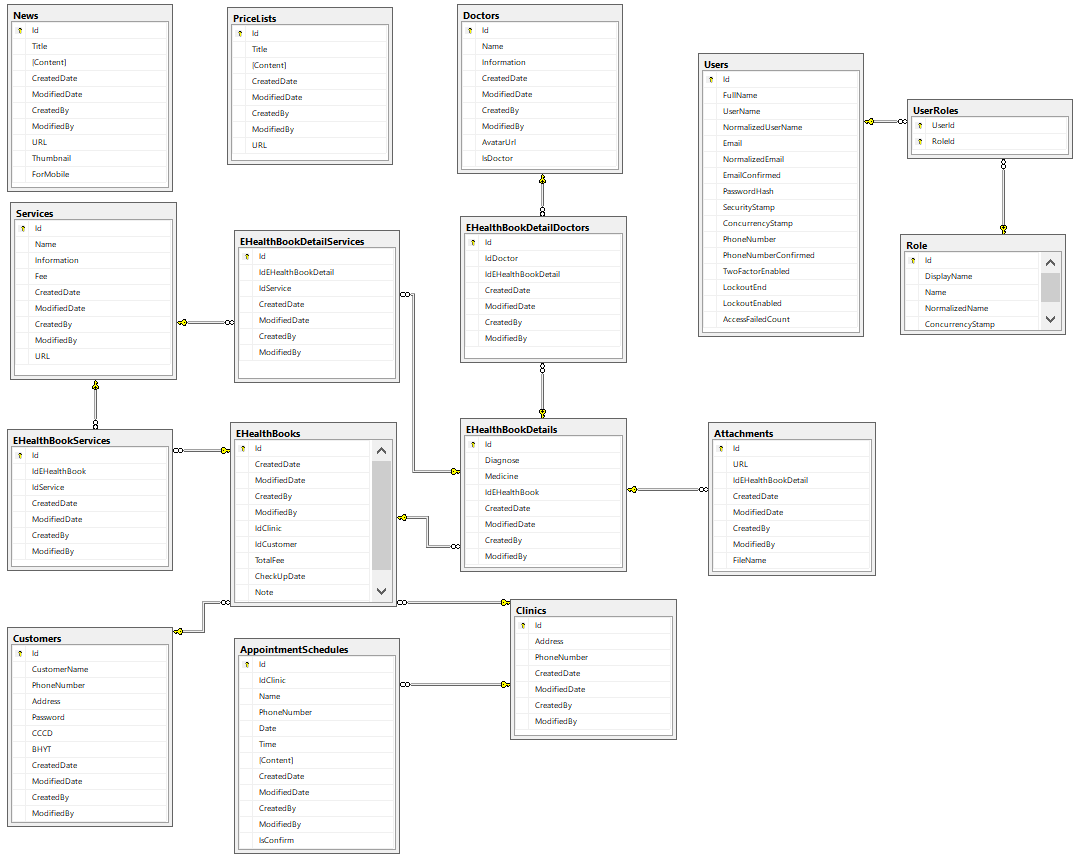 News
Id
Title
[Content]
CreatedDate
ModifiedDate
CreatedBy
ModifiedBy
URL
Thumbnail
ForMobile
PriceLists
Id
Title
[Content]
CreatedDate
ModifiedDate
CreatedBy
ModifiedBy
URL
Doctors
Id
Name
Information
CreatedDate
ModifiedDate
CreatedBy
ModifiedBy
AvatarUrl
IsDoctor
Users
Id
FullName
UserName
NormalizedUserName
Email
NormalizedEmail
EmailConfirmed
PasswordHash
SecurityStamp
ConcurrencyStamp
PhoneNumber
PhoneNumberConfirmed
TwoFactorEnabled
LockoutEnd
LockoutEnabled
AccessFailedCount
UserRoles
UserId
RoleId
Role
Id
DisplayName
Name
NormalizedName
ConcurrencyStamp
Services
Id
Name
Information
Fee
CreatedDate
ModifiedDate
CreatedBy
ModifiedBy
URL
EHealthBookDetailServices
Id
IdEHealthBookDetail
IdService
CreatedDate
ModifiedDate
CreatedBy
ModifiedBy
EHealthBookDetailDoctors
Id
IdDoctor
IdEHealthBookDetail
CreatedDate
ModifiedDate
CreatedBy
ModifiedBy
EHealthBookServices
Id
IdEHealthBook
IdService
CreatedDate
ModifiedDate
CreatedBy
ModifiedBy
EHealthBooks
Id
CreatedDate
ModifiedDate
CreatedBy
ModifiedBy
IdClinic
IdCustomer
TotalFee
CheckUpDate
Note
EHealthBookDetails
Id
Diagnose
Medicine
IdEHealthBook
CreatedDate
ModifiedDate
CreatedBy
ModifiedBy
Attachments
Id
URL
IdEHealthBookDetail
CreatedDate
ModifiedDate
CreatedBy
ModifiedBy
FileName
Customers
Id
CustomerName
PhoneNumber
Address
Password
CCCD
BHYT
CreatedDate
ModifiedDate
CreatedBy
ModifiedBy
AppointmentSchedules
Id
IdClinic
Name
PhoneNumber
Date
Time
[Content]
CreatedDate
ModifiedDate
CreatedBy
ModifiedBy
IsConfirm
Clinics
Id
Address
PhoneNumber
CreatedDate
ModifiedDate
CreatedBy
ModifiedBy